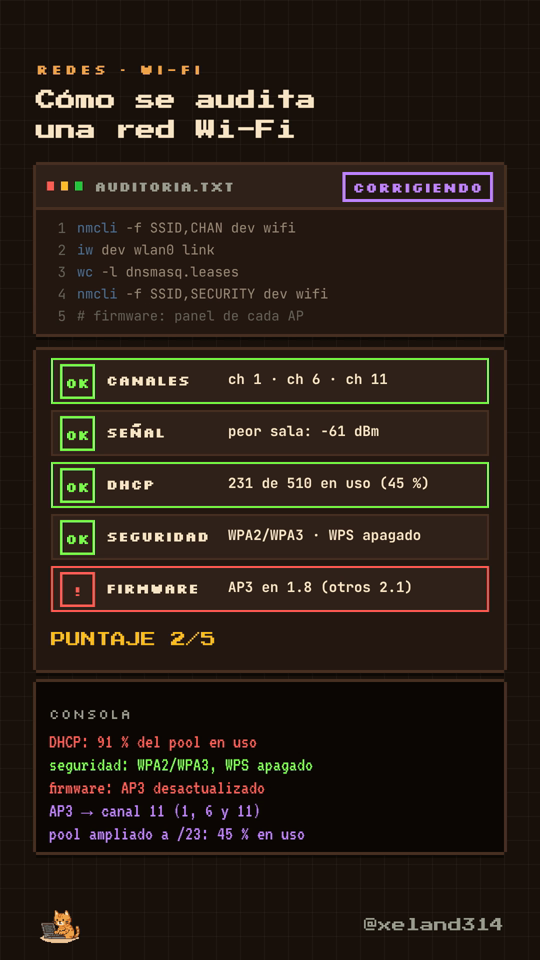 REDES · WI-FI
Cómo se audita
una red Wi-Fi
AUDITORIA.TXT
CORRIGIENDO
1 nmcli -f SSID,CHAN dev wifi
2 iw dev wlan0 link
3 wc -l dnsmasq.leases
4 nmcli -f SSID,SECURITY dev wifi
5 # firmware: panel de cada AP
OK CANALES ch 1 · ch 6 · ch 11
OK SEÑAL peor sala: -61 dBm
OK DHCP 231 de 510 en uso (45 %)
OK SEGURIDAD WPA2/WPA3 · WPS apagado
! FIRMWARE AP3 en 1.8 (otros 2.1)
PUNTAJE 2/5
CONSOLA
DHCP: 91 % del pool en uso
seguridad: WPA2/WPA3, WPS apagado
firmware: AP3 desactualizado
AP3 → canal 11 (1, 6 y 11)
pool ampliado a /23: 45 % en uso
@xeland314